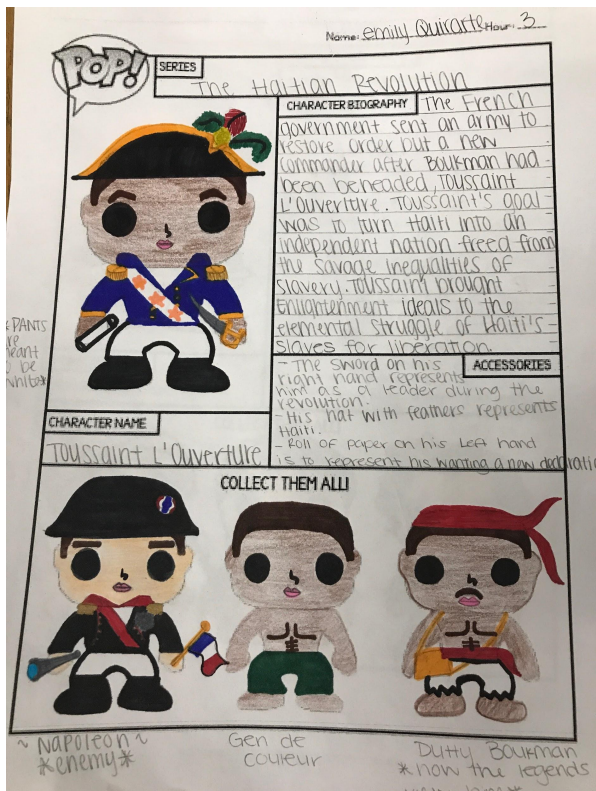 Name: emily Quirarte Hour: 3
POP!
SERIES
The Haitian Revolution
CHARACTER BIOGRAPHY The French
government sent an army to
restore order but a new
commander after Boukman had
been beheaded, Toussaint
L'Ouverture. Toussaint's goal
was to turn Haiti into an
independent nation freed from
the savage inequalities of
slavery. Toussaint brought
Enlightenment ideals to the
elemental struggle of Haiti's
slaves for liberation.
*PANTS
be
white*
ACCESSORIES
- The sword on his
right hand represents
him as a leader during the
revolution.
- His hat with feathers represents
Haiti.
- Roll of paper on his left hand
is to represent his wanting a new
CHARACTER NAME
Toussaint L'Ouverture
COLLECT THEM ALL!
~ Napoleon ~
*enemy*
Gen de
couleur
Dutty Boukman
*how the legends